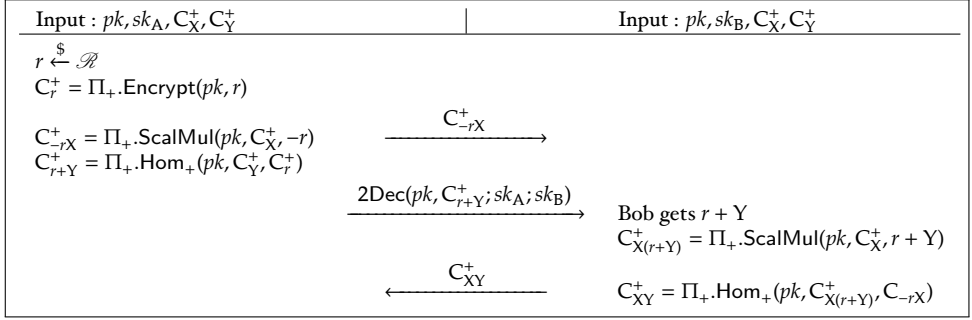 Input : pk, sk_A, C_X^+, C_Y^+ Input : pk, sk_B, C_X^+, C_Y^+
r $← ℛ
C_r^+ = Π_+.Encrypt(pk, r)
C_{-rX}^+ = Π_+.ScalMul(pk, C_X^+, −r) C_{-rX}^+
C_{r+Y}^+ = Π_+.Hom_+(pk, C_Y^+, C_r^+)
2Dec(pk, C_{r+Y}^+; sk_A; sk_B) Bob gets r + Y
C_{X(r+Y)}^+ = Π_+.ScalMul(pk, C_X^+, r + Y)
C_{XY}^+ C_{XY}^+ = Π_+.Hom_+(pk, C_{X(r+Y)}^+, C_{-rX})